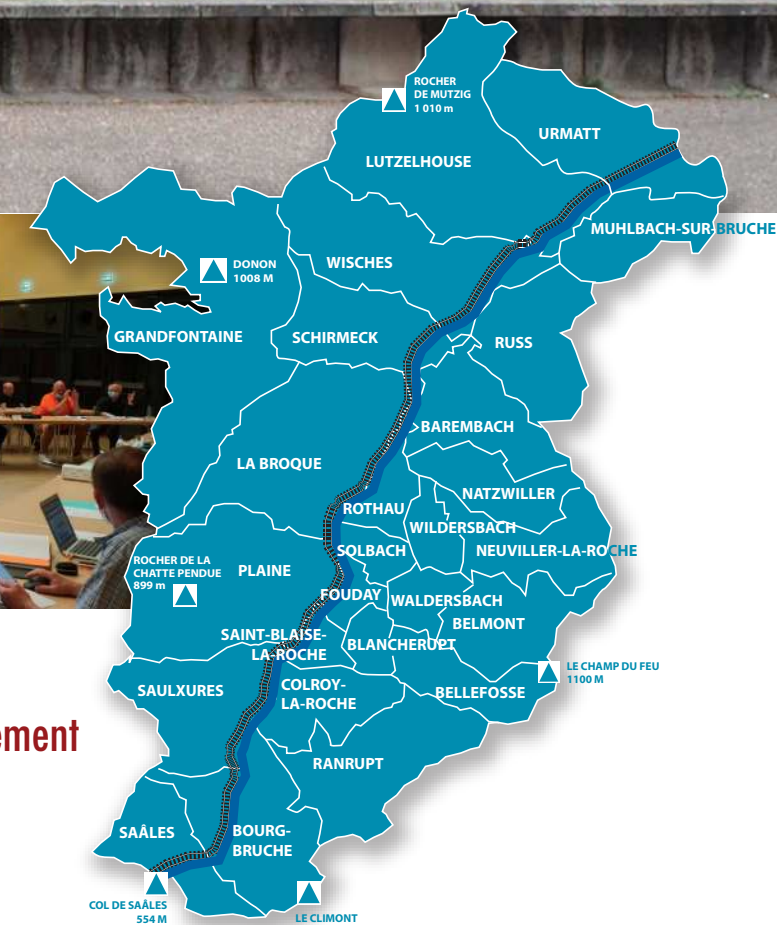 ROCHER
DE MUTZIG
1 010 m
URMATT
LUTZELHOUSE
MUHLBACH-SUR-BRUCHE
DONON
1008 M
WISCHES
GRANDFONTAINE
SCHIRMECK
RUSS
BAREMBACH
LA BROQUE
NATZWILLER
ROTHAU
WILDERSBACH
SOLBACH
NEUVILLER-LA-ROCHE
ROCHER DE LA
CHATTE PENDUE
899 m
PLAINE
FOUDAY
WALDERSBACH
BELMONT
SAINT-BLAISE-
LA-ROCHE
BLANCHERUPT
LE CHAMP DU FEU
1100 M
SAULXURES
COLROY-
LA-ROCHE
BELLEFOSSE
ement
RANRUPT
SAÂLES
BOURG-
BRUCHE
COL DE SAÂLES
554 M
LE CLIMONT